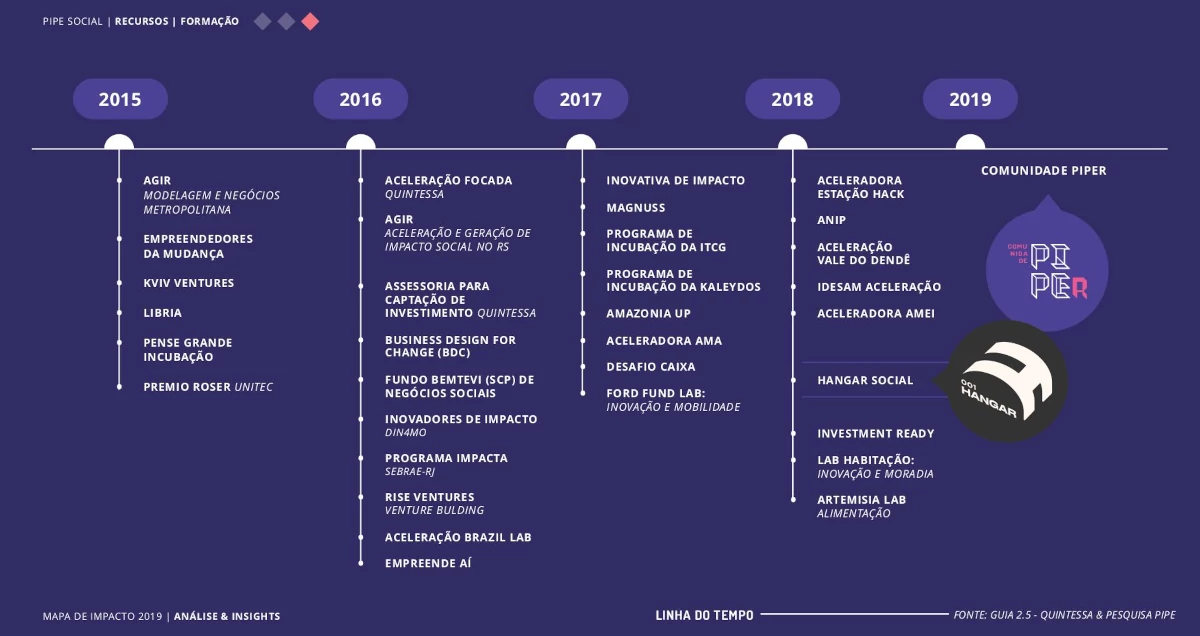 PIPE SOCIAL | RECURSOS | FORMAÇÃO
2015
2016
2017
2018
2019
AGIR
MODELAGEM E NEGÓCIOS
METROPOLITANA
EMPREENDEDORES
DA MUDANÇA
KVIV VENTURES
LIBRIA
PENSE GRANDE
INCUBAÇÃO
PREMIO ROSER UNITEC
ACELERAÇÃO FOCADA
QUINTESSA
AGIR
ACELERAÇÃO E GERAÇÃO DE
IMPACTO SOCIAL NO RS
ASSESSORIA PARA
CAPTAÇÃO DE
INVESTIMENTO QUINTESSA
BUSINESS DESIGN FOR
CHANGE (BDC)
FUNDO BEMTEVI (SCP) DE
NEGÓCIOS SOCIAIS
INOVADORES DE IMPACTO
DIN4MO
PROGRAMA IMPACTA
SEBRAE-RJ
RISE VENTURES
VENTURE BULDING
ACELERAÇÃO BRAZIL LAB
EMPREENDE AÍ
INOVATIVA DE IMPACTO
MAGNUSS
PROGRAMA DE
INCUBAÇÃO DA ITCG
PROGRAMA DE
INCUBAÇÃO DA KALEYDOS
AMAZONIA UP
ACELERADORA AMA
DESAFIO CAIXA
FORD FUND LAB:
INOVAÇÃO E MOBILIDADE
ACELERADORA
ESTAÇÃO HACK
ANIP
ACELERAÇÃO
VALE DO DENDÊ
IDESAM ACELERAÇÃO
ACELERADORA AMEI
HANGAR SOCIAL
INVESTMENT READY
LAB HABITAÇÃO:
INOVAÇÃO E MORADIA
ARTEMISIA LAB
ALIMENTAÇÃO
COMUNIDADE PIPER
COMU
NIDA
DE
PI
PER
001
HANGAR
MAPA DE IMPACTO 2019 | ANÁLISE & INSIGHTS
LINHA DO TEMPO
FONTE: GUIA 2.5 - QUINTESSA & PESQUISA PIPE